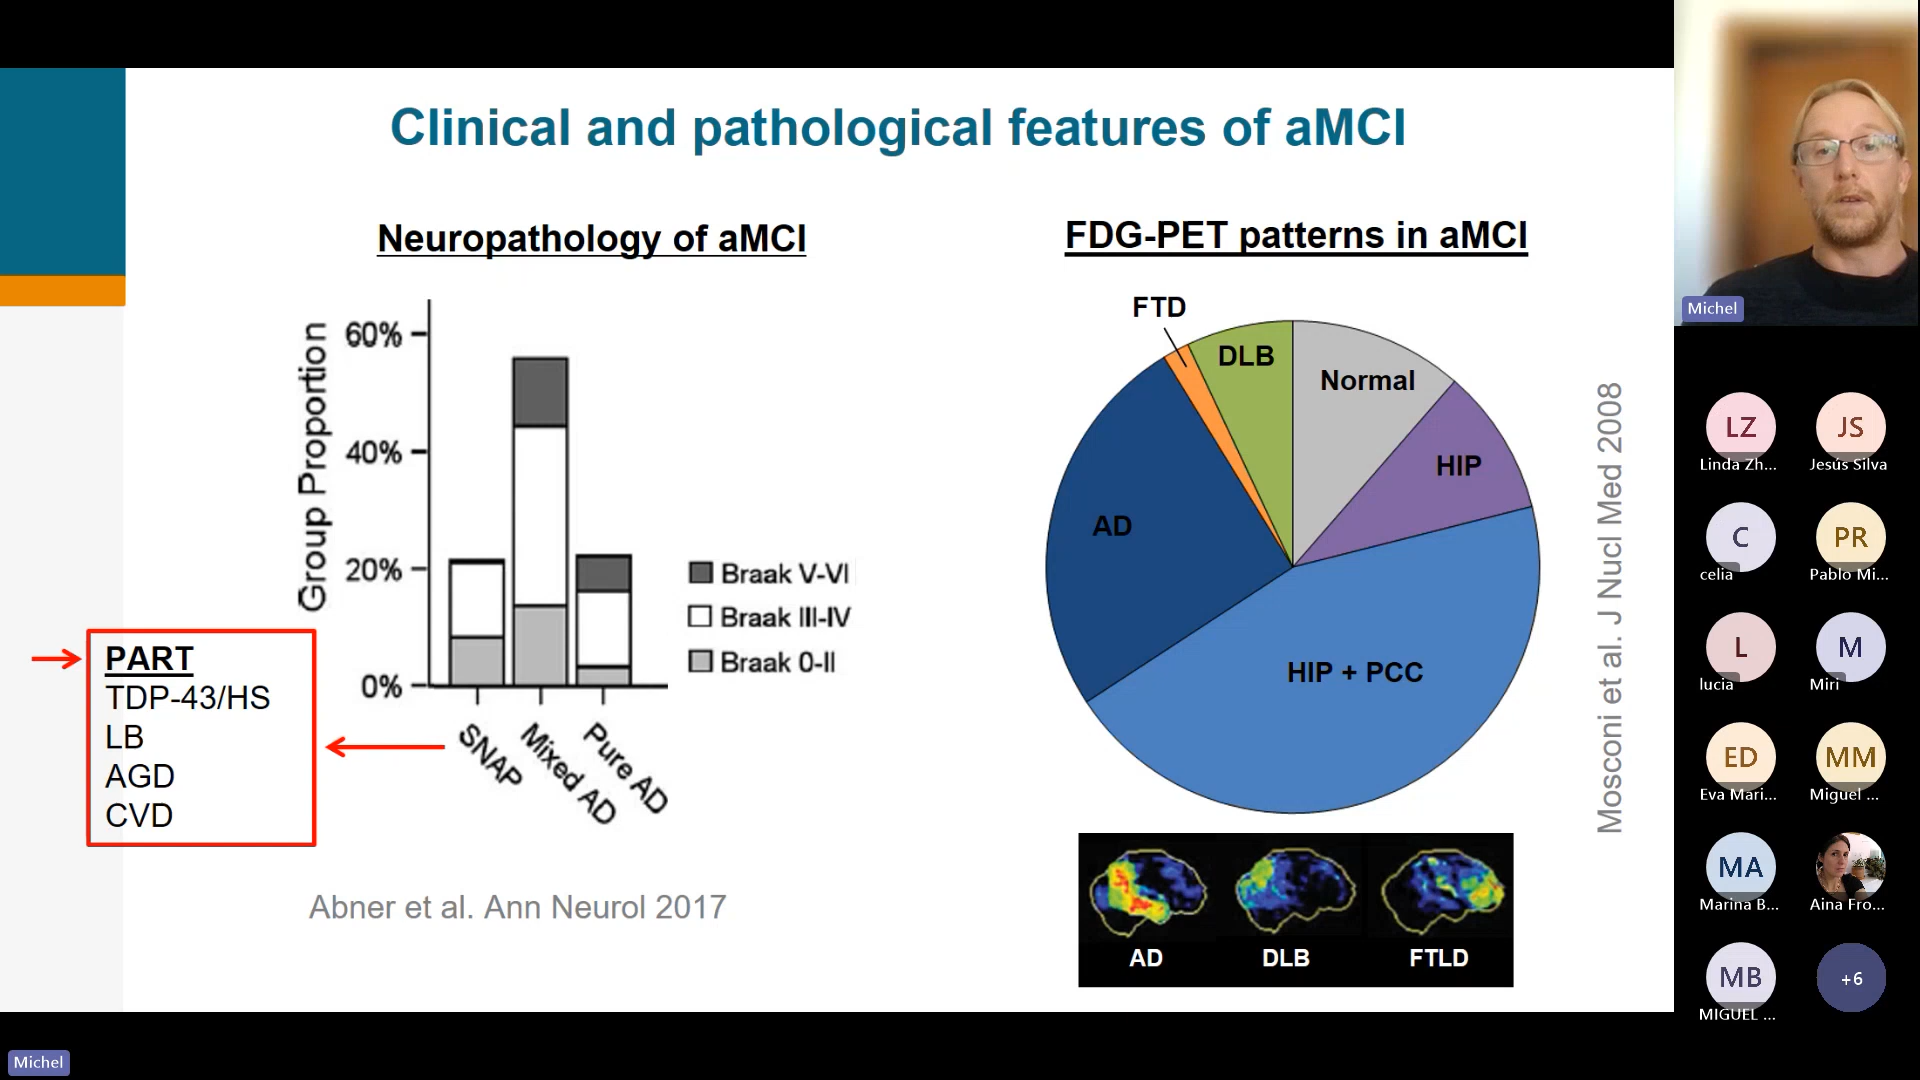 Clinical and pathological features of aMCI
Neuropathology of aMCI
Group Proportion
60%
40%
20%
0%
SNAP
Mixed AD
Pure AD
Braak V-VI
Braak III-IV
Braak 0-II
PART
TDP-43/HS
LB
AGD
CVD
Abner et al. Ann Neurol 2017
FDG-PET patterns in aMCI
FTD
DLB
Normal
HIP
AD
HIP + PCC
Mosconi et al. J Nucl Med 2008
AD
DLB
FTLD
Michel
LZ
Linda Zh...
JS
Jesús Silva
C
celia
PR
Pablo Mi...
L
lucia
M
Miri
ED
Eva Mari...
MM
Miguel ...
MA
Marina B...
Aina Fro...
MB
MIGUEL ...
+6
Michel